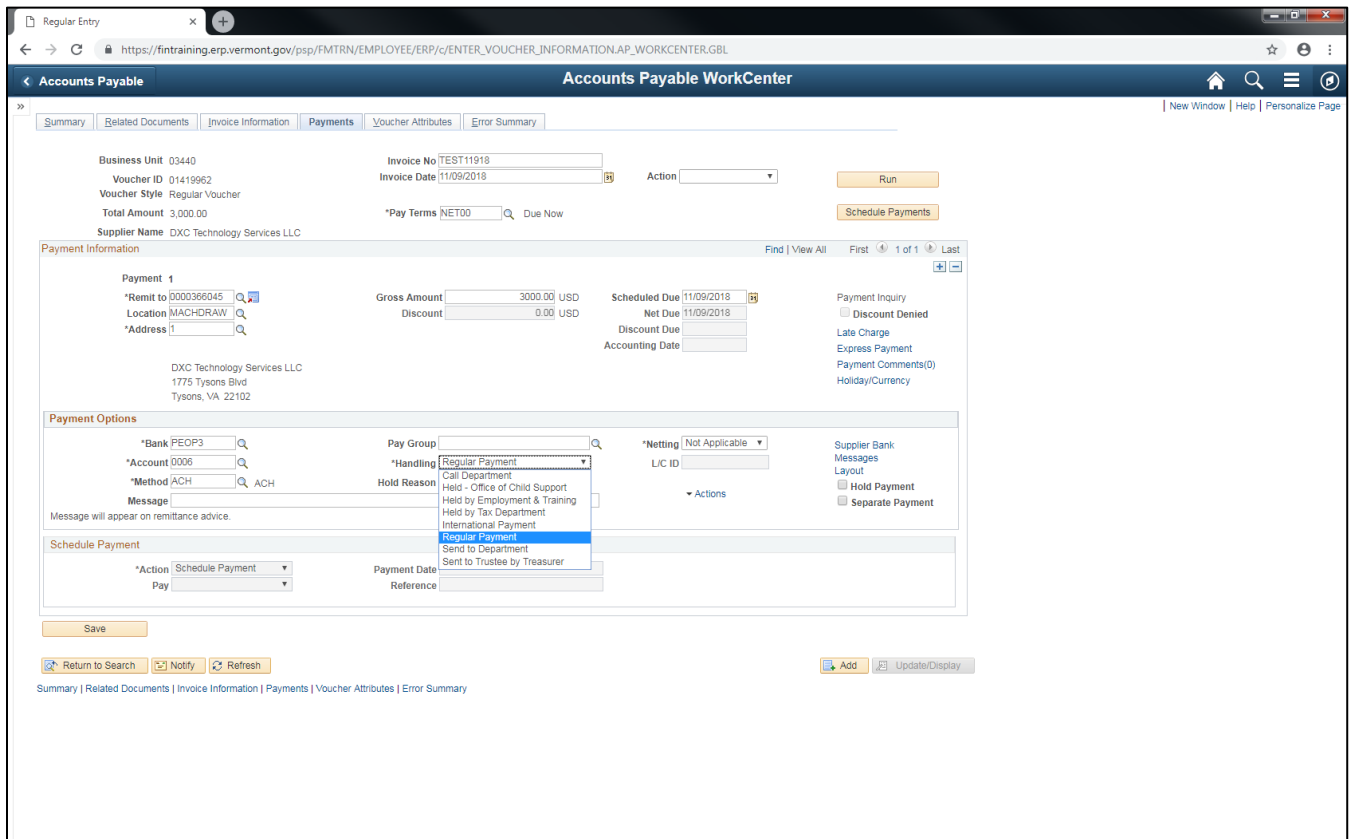 Regular Entry
https://fintraining.erp.vermont.gov/psp/FMTRN/EMPLOYEE/ERP/c/ENTER_VOUCHER_INFORMATION.AP_WORKCENTER.GBL
Accounts Payable Accounts Payable WorkCenter
New Window | Help | Personalize Page
Summary Related Documents Invoice Information Payments Voucher Attributes Error Summary
Business Unit 03440 Invoice No TEST11918
Voucher ID 01419962 Invoice Date 11/09/2018 31 Action Run
Voucher Style Regular Voucher
Total Amount 3,000.00 *Pay Terms NET00 Due Now Schedule Payments
Supplier Name DXC Technology Services LLC
Payment Information Find | View All First 1 of 1 Last
Payment 1
*Remit to 0000366045 Gross Amount 3000.00 USD Scheduled Due 11/09/2018 31 Payment Inquiry
Location MACHDRAW Discount 0.00 USD Net Due 11/09/2018 Discount Denied
*Address 1 Discount Due Late Charge
Accounting Date Express Payment
DXC Technology Services LLC Payment Comments(0)
1775 Tysons Blvd Holiday/Currency
Tysons, VA 22102
Payment Options
*Bank PEOP3 Pay Group *Netting Not Applicable Supplier Bank
*Account 0006 *Handling Regular Payment L/C ID Messages
Layout
*Method ACH ACH Hold Reason Call Department Hold Payment
Held - Office of Child Support
Message Held by Employment & Training Actions Separate Payment
Message will appear on remittance advice. Held by Tax Department
International Payment
Regular Payment
Schedule Payment Send to Department
*Action Schedule Payment Payment Date Sent to Trustee by Treasurer
Pay Reference
Save
Return to Search Notify Refresh Add Update/Display
Summary | Related Documents | Invoice Information | Payments | Voucher Attributes | Error Summary